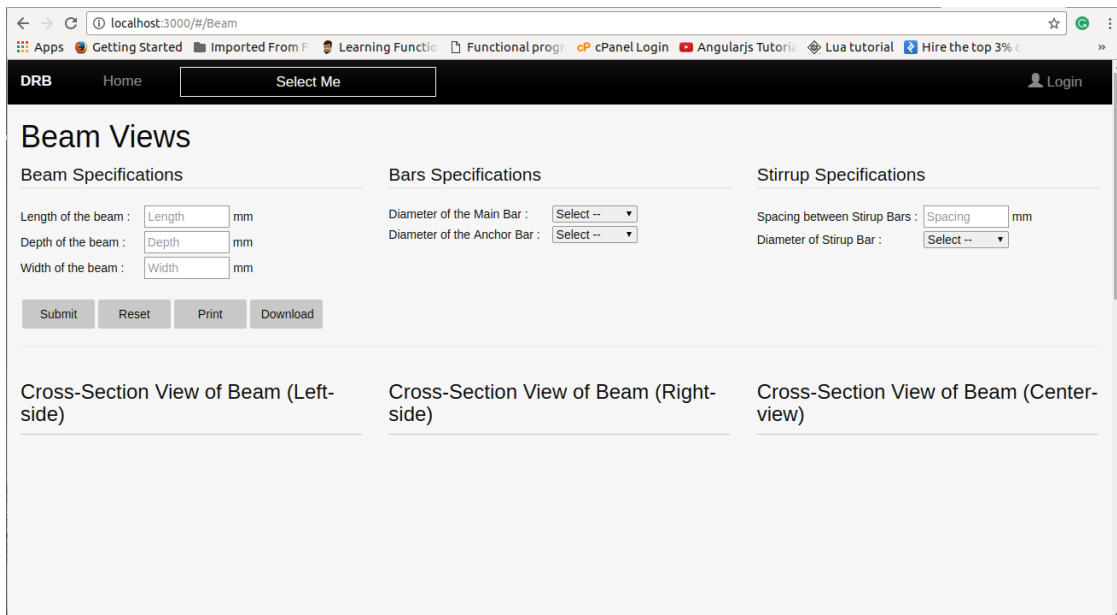 localhost:3000/#/Beam
Apps Getting Started Imported From F Learning Functio Functional progr cPanel Login Angularjs Tutoria Lua tutorial Hire the top 3% »
DRB Home Select Me Login
Beam Views
Beam Specifications Bars Specifications Stirrup Specifications
Length of the beam : Length mm Diameter of the Main Bar : Select -- Spacing between Stirup Bars : Spacing mm
Depth of the beam : Depth mm Diameter of the Anchor Bar : Select -- Diameter of Stirup Bar : Select --
Width of the beam : Width mm
Submit Reset Print Download
Cross-Section View of Beam (Left-
side)
Cross-Section View of Beam (Right-
side)
Cross-Section View of Beam (Center-
view)